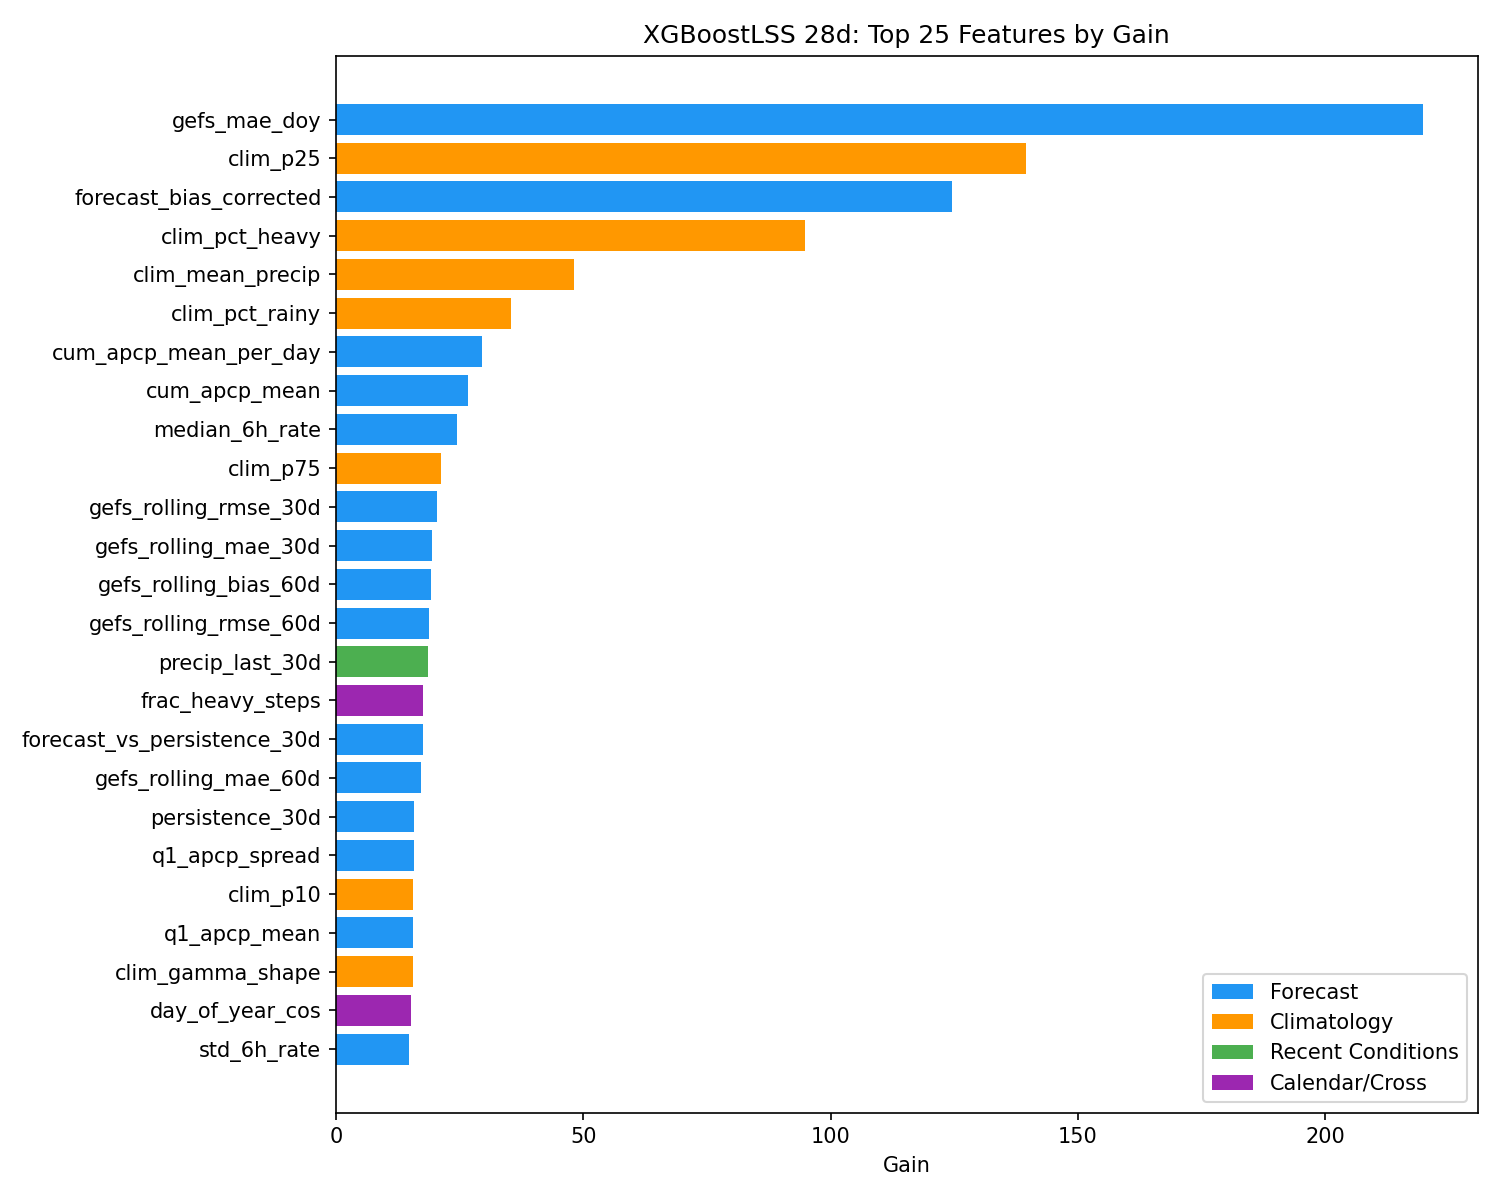 XGBoostLSS 28d: Top 25 Features by Gain
gefs_mae_doy
clim_p25
forecast_bias_corrected
clim_pct_heavy
clim_mean_precip
clim_pct_rainy
cum_apcp_mean_per_day
cum_apcp_mean
median_6h_rate
clim_p75
gefs_rolling_rmse_30d
gefs_rolling_mae_30d
gefs_rolling_bias_60d
gefs_rolling_rmse_60d
precip_last_30d
frac_heavy_steps
forecast_vs_persistence_30d
gefs_rolling_mae_60d
persistence_30d
q1_apcp_spread
clim_p10
q1_apcp_mean
clim_gamma_shape
day_of_year_cos
std_6h_rate
Forecast
Climatology
Recent Conditions
Calendar/Cross
0 50 100 150 200
Gain